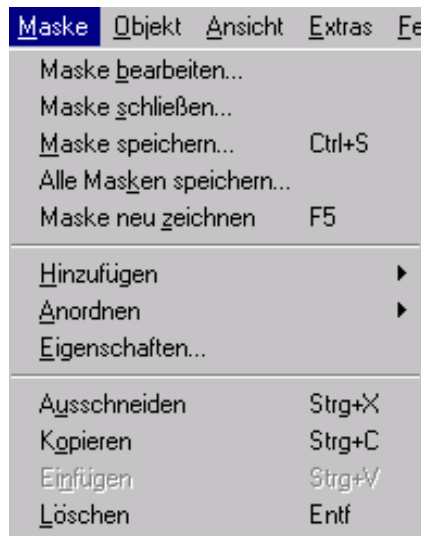 Maske Objekt Ansicht Extras Fe
Maske bearbeiten...
Maske schließen...
Maske speichern... Ctrl+S
Alle Masken speichern...
Maske neu zeichnen F5
Hinzufügen
Anordnen
Eigenschaften...
Ausschneiden Strg+X
Kopieren Strg+C
Einfügen Strg+V
Löschen Entf